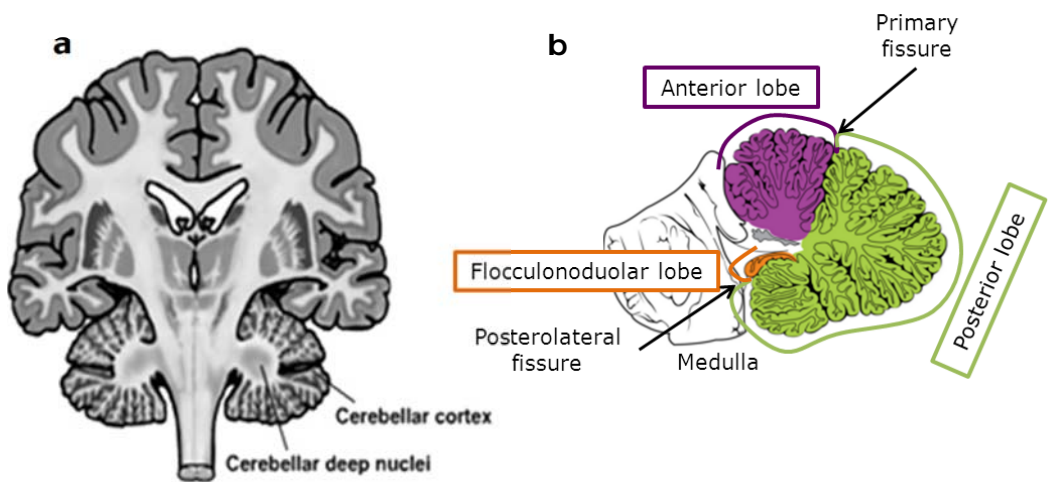 a
Cerebellar cortex
Cerebellar deep nuclei
b
Primary
fissure
Anterior lobe
Flocculonoduolar lobe
Posterior lobe
Posterolateral
fissure
Medulla